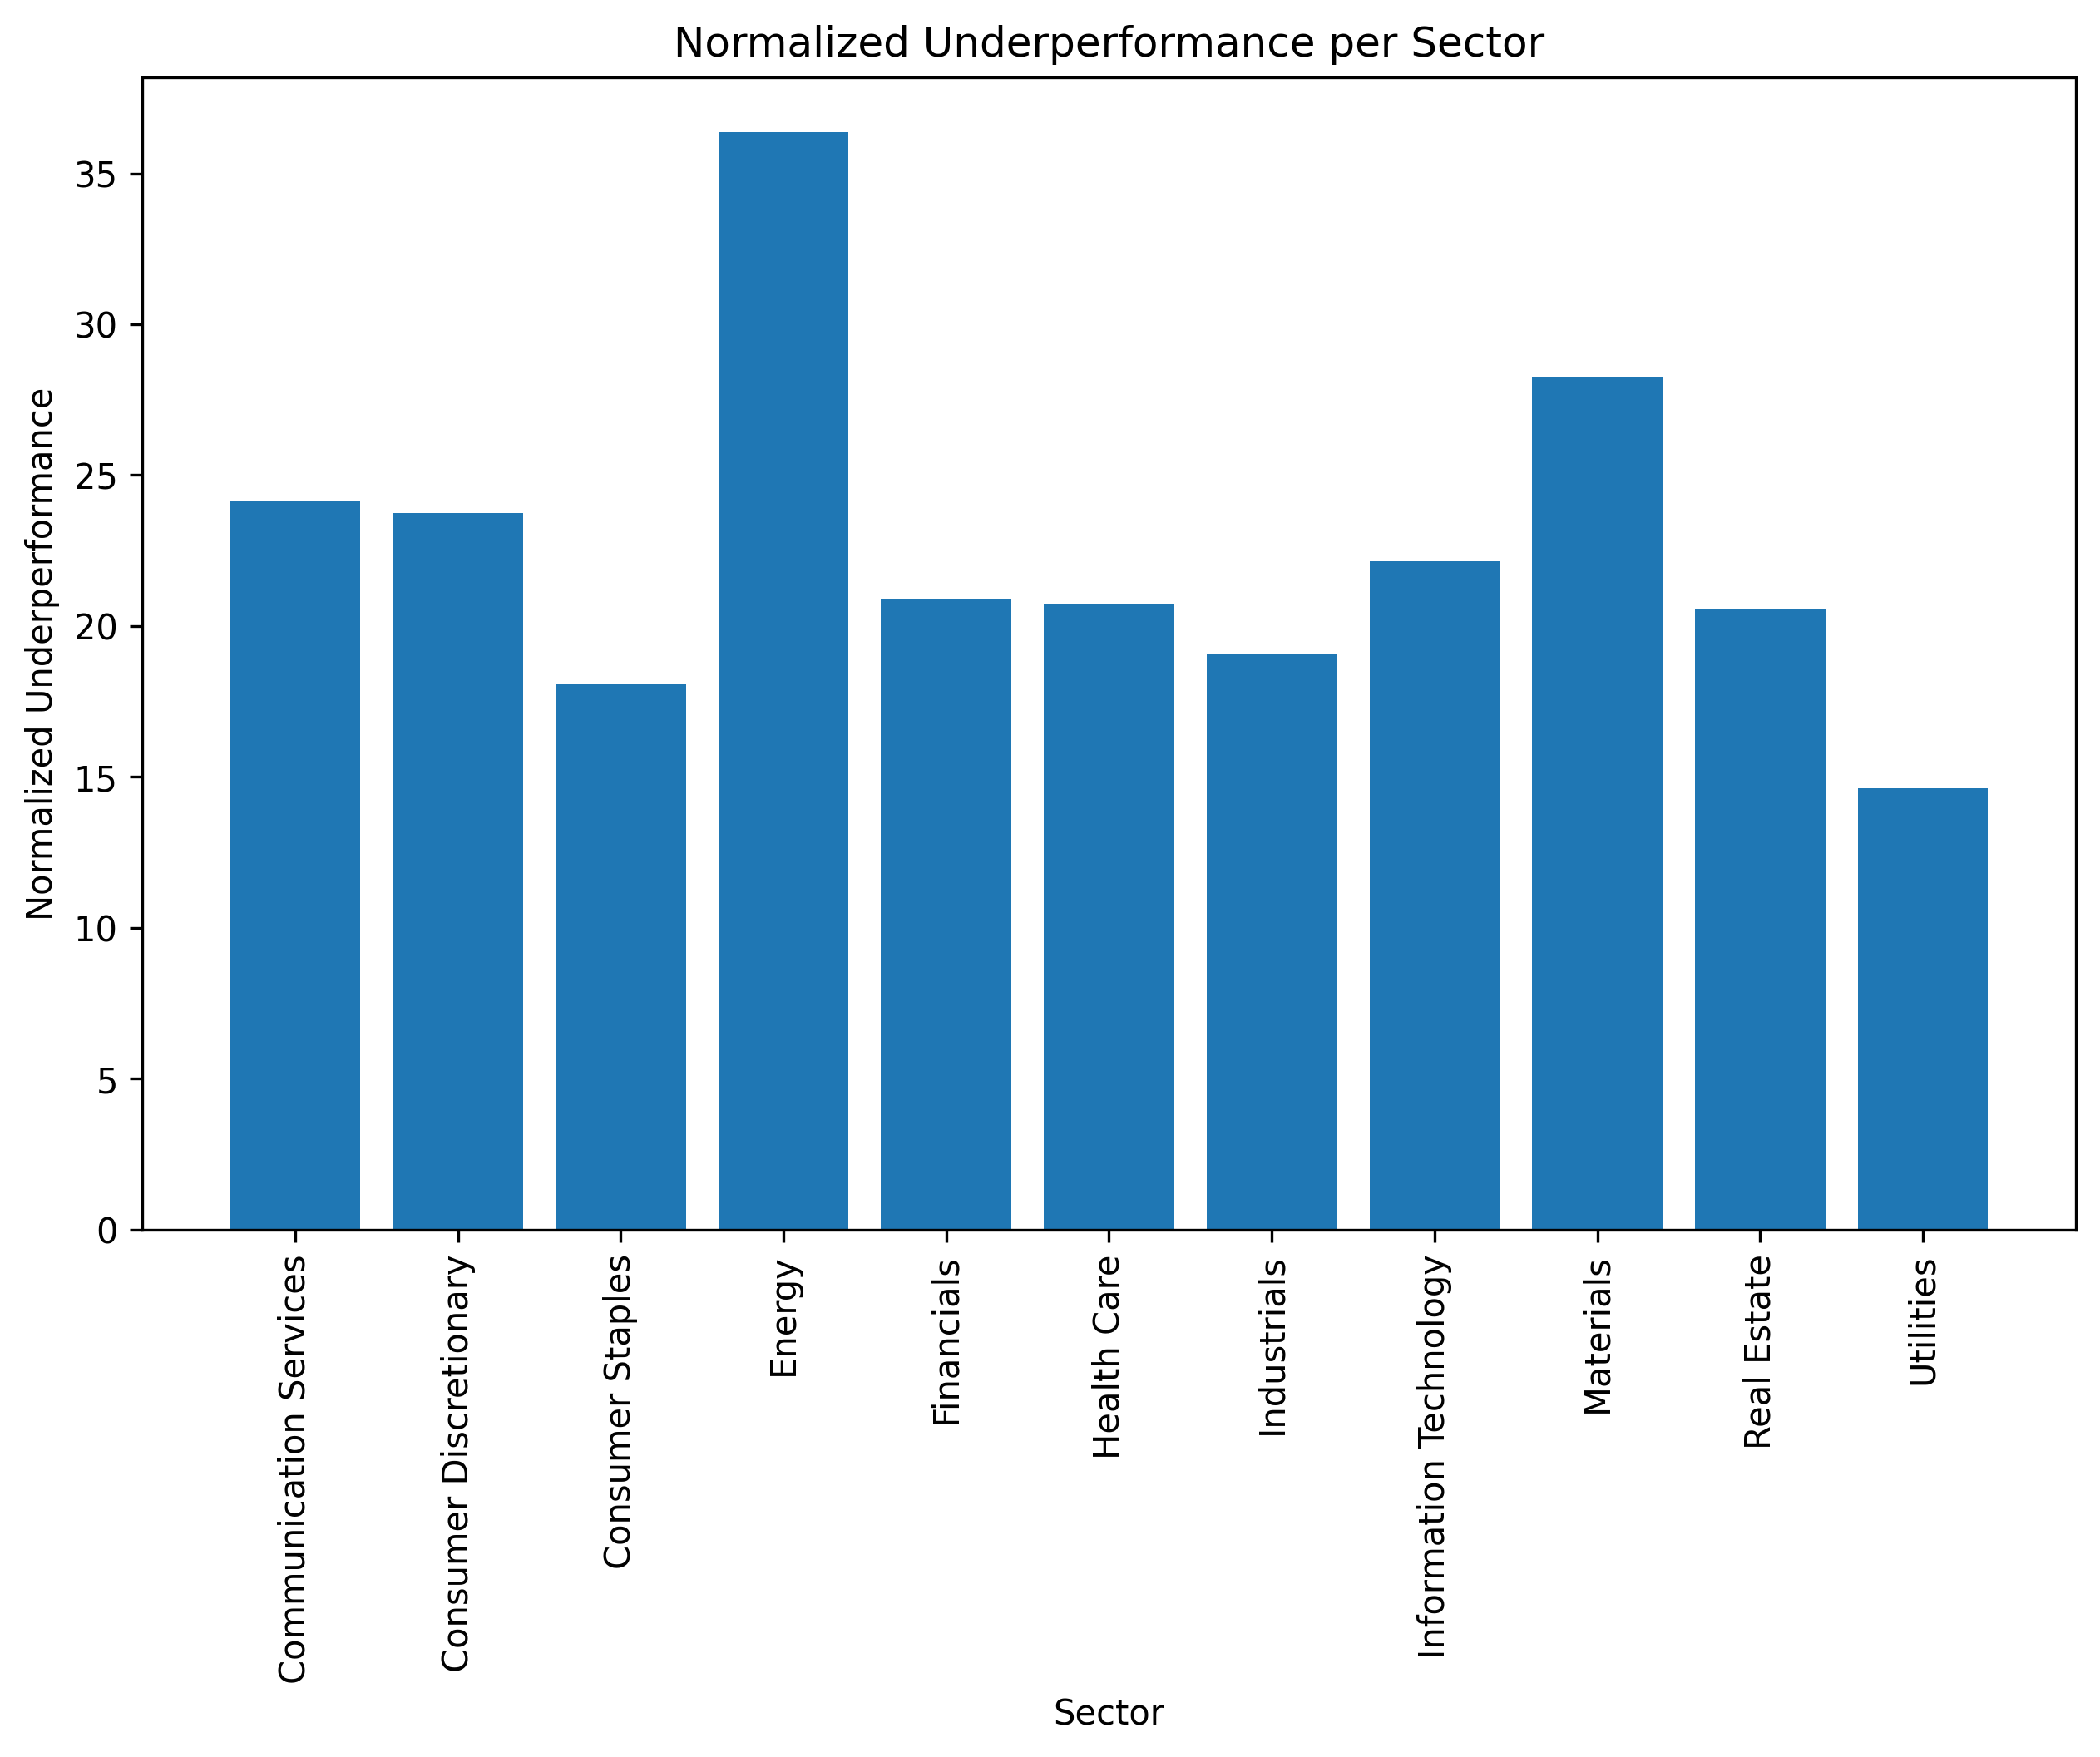 Normalized Underperformance per Sector
Normalized Underperformance
35
30
25
20
15
10
5
0
Communication Services
Consumer Discretionary
Consumer Staples
Energy
Financials
Health Care
Industrials
Information Technology
Materials
Real Estate
Utilities
Sector